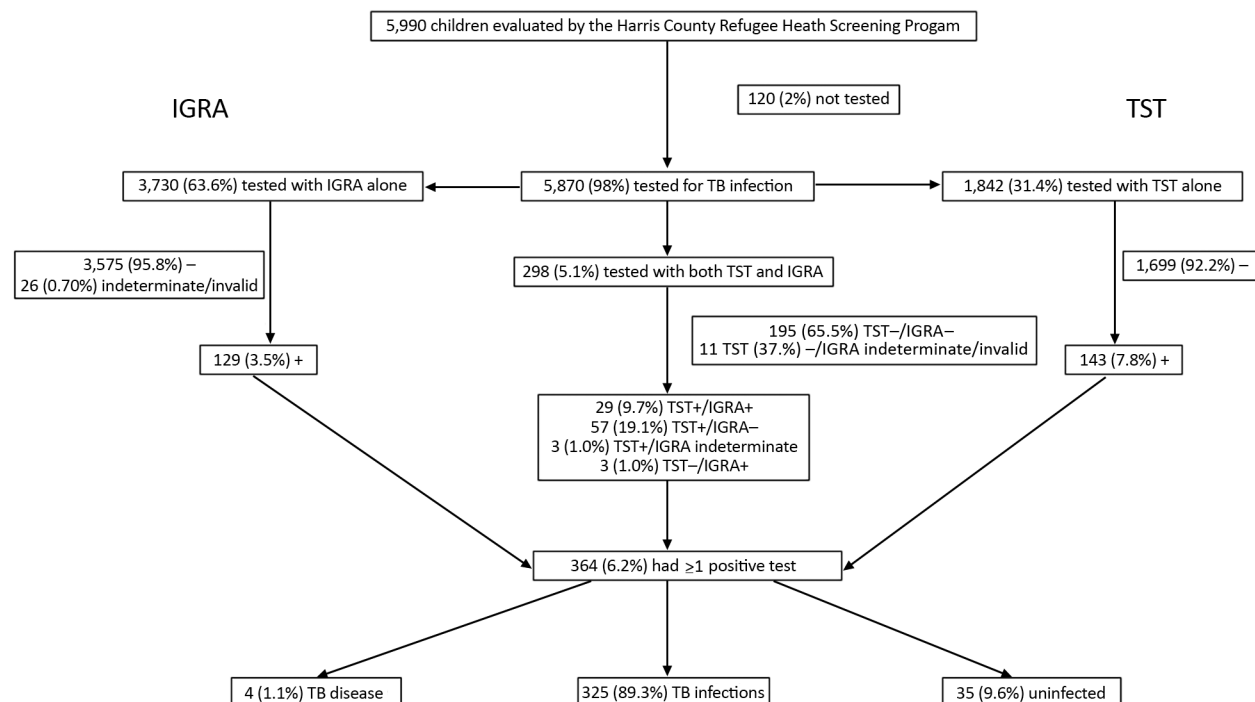 5,990 children evaluated by the Harris County Refugee Heath Screening Progam
120 (2%) not tested
IGRA
TST
3,730 (63.6%) tested with IGRA alone
5,870 (98%) tested for TB infection
1,842 (31.4%) tested with TST alone
3,575 (95.8%) –
26 (0.70%) indeterminate/invalid
298 (5.1%) tested with both TST and IGRA
1,699 (92.2%) –
195 (65.5%) TST–/IGRA–
11 TST (37.%) –/IGRA indeterminate/invalid
129 (3.5%) +
143 (7.8%) +
29 (9.7%) TST+/IGRA+
57 (19.1%) TST+/IGRA–
3 (1.0%) TST+/IGRA indeterminate
3 (1.0%) TST–/IGRA+
364 (6.2%) had ≥1 positive test
4 (1.1%) TB disease
325 (89.3%) TB infections
35 (9.6%) uninfected